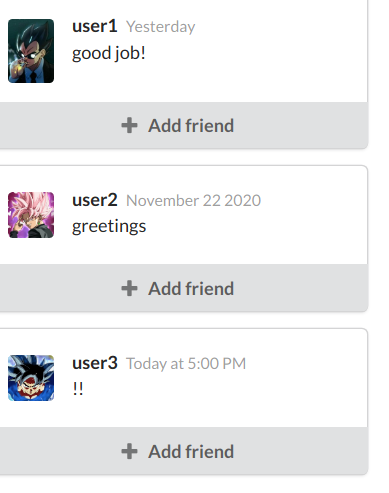 user1 Yesterday
good job!
Add friend
user2 November 22 2020
greetings
Add friend
user3 Today at 5:00 PM
!!
Add friend